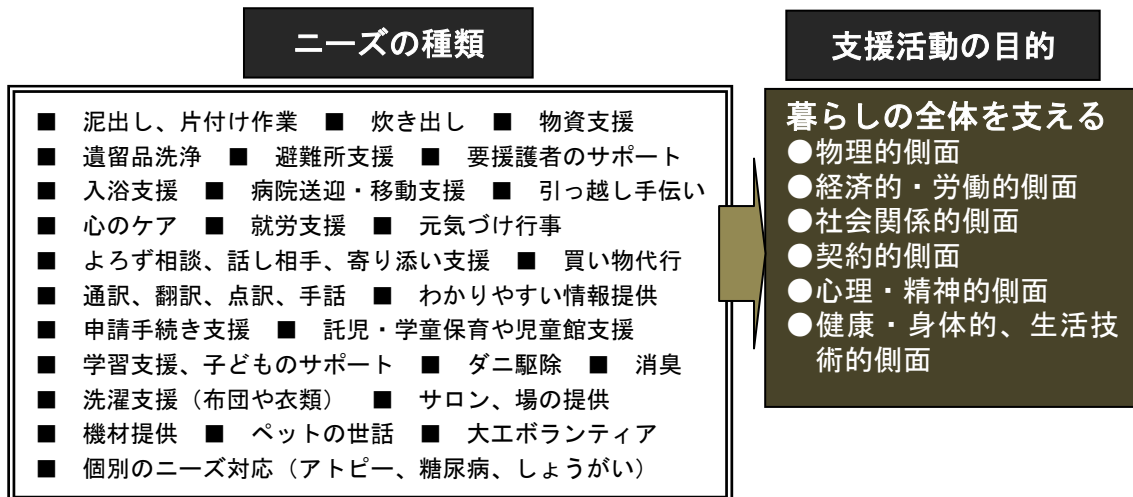 ニーズの種類
■ 泥出し、片付け作業 ■ 炊き出し ■ 物資支援
■ 遺留品洗浄 ■ 避難所支援 ■ 要援護者のサポート
■ 入浴支援 ■ 病院送迎・移動支援 ■ 引っ越し手伝い
■ 心のケア ■ 就労支援 ■ 元気づけ行事
■ よろず相談、話し相手、寄り添い支援 ■ 買い物代行
■ 通訳、翻訳、点訳、手話 ■ わかりやすい情報提供
■ 申請手続き支援 ■ 託児・学童保育や児童館支援
■ 学習支援、子どものサポート ■ ダニ駆除 ■ 消臭
■ 洗濯支援（布団や衣類） ■ サロン、場の提供
■ 機材提供 ■ ペットの世話 ■ 大工ボランティア
■ 個別のニーズ対応（アトピー、糖尿病、しょうがい）
支援活動の目的
暮らしの全体を支える
●物理的側面
●経済的・労働的側面
●社会関係的側面
●契約的側面
●心理・精神的側面
●健康・身体的、生活技
術的側面